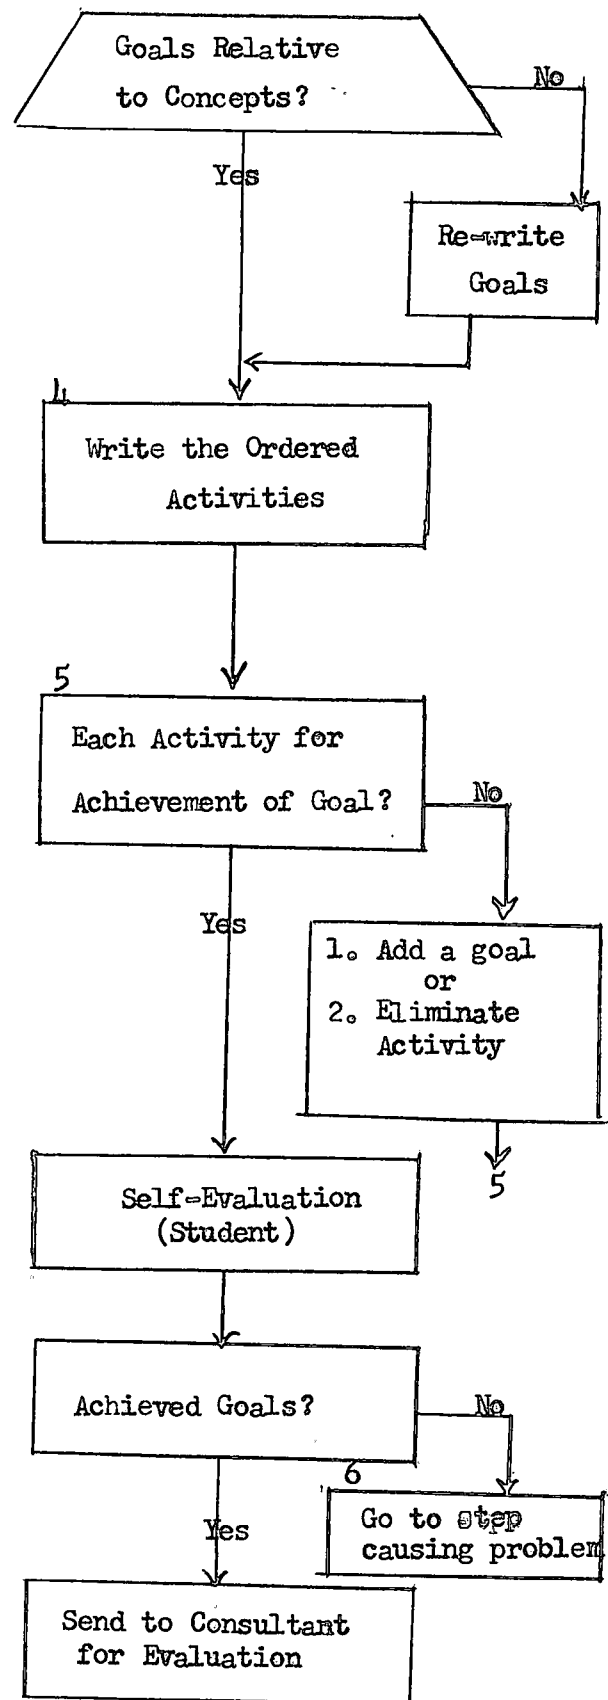 Goals Relative
to Concepts?
No
Yes
Re-write
Goals
4
Write the Ordered
Activities
5
Each Activity for
Achievement of Goal?
No
Yes
1. Add a goal
or
2. Eliminate
Activity
5
Self-Evaluation
(Student)
Achieved Goals?
No
6
Yes
Go to step
causing problem
Send to Consultant
for Evaluation